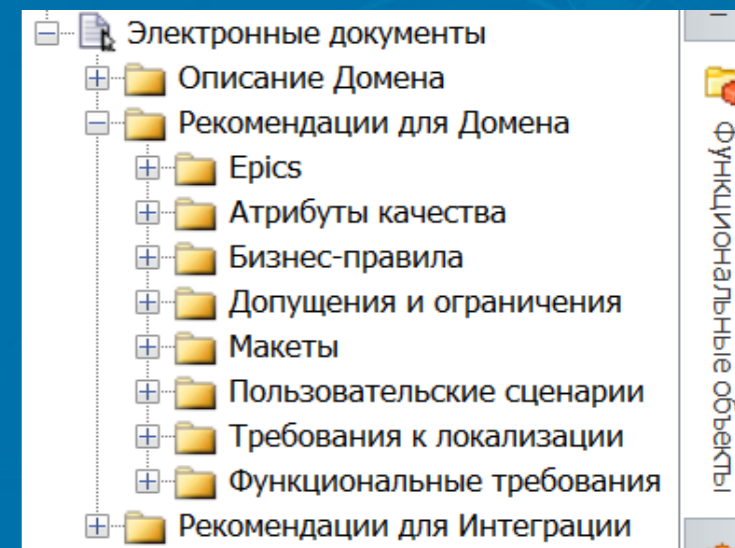 Электронные документы
Описание Домена
Рекомендации для Домена
Epics
Атрибуты качества
Бизнес-правила
Допущения и ограничения
Макеты
Пользовательские сценарии
Требования к локализации
Функциональные требования
Рекомендации для Интеграции
Функциональные объекты